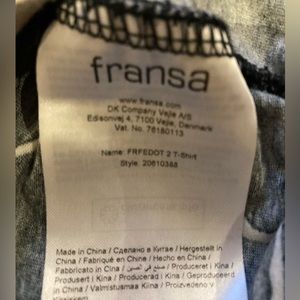 fransa
www.fransa.com
DK Company Vejle A/S
Edisonvej 4, 7100 Vejle, Denmark
Vat. No. 76180113
Name: FRFEDOT 2 T-Shirt
Style: 20610388
Made in China / Сделано в Китае / Hergestellt in
China / Fabriqué en Chine / Hecho en China /
Fabbricato in Cina / صنع في الصين / Produceret i
Kina / Produsert i Kina / Producerad i Kina / Geproduceerd
in China / Valmistusmaa Kiina / Wyprodukowano w